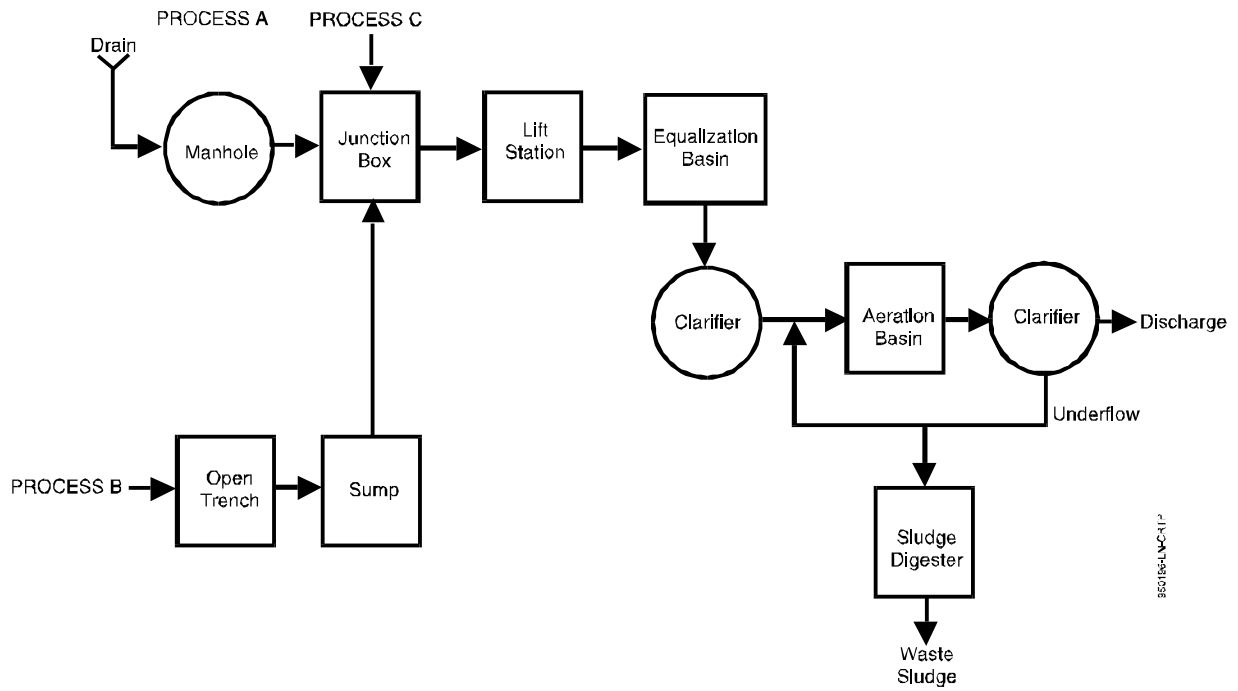 PROCESS A
PROCESS C
Drain
Manhole
Junction
Box
Lift
Station
Equalization
Basin
Clarifier
Aeration
Basin
Clarifier
Discharge
Underflow
PROCESS B
Open
Trench
Sump
Sludge
Digester
Waste
Sludge